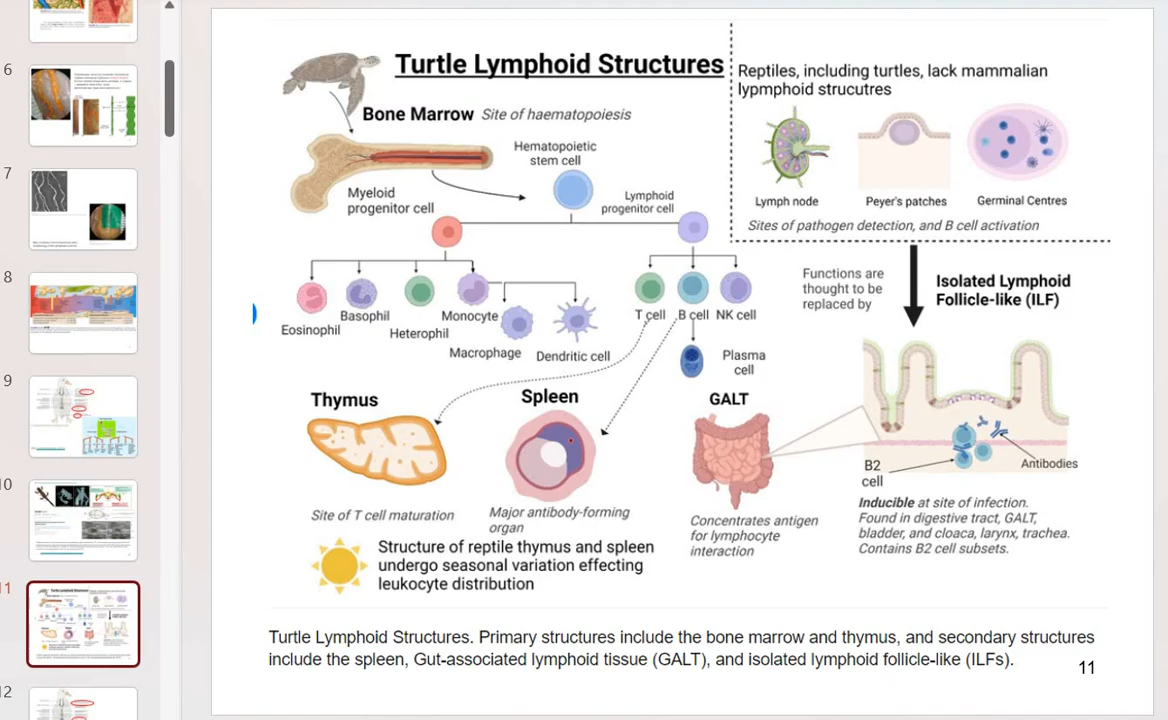 6
7
8
9
10
11
12
Turtle Lymphoid Structures
Bone Marrow Site of haematopoiesis
Hematopoietic
stem cell
Myeloid
progenitor cell
Lymphoid
progenitor cell
Eosinophil
Basophil
Heterophil
Monocyte
Macrophage
Dendritic cell
T cell
B cell
NK cell
Plasma
cell
Reptiles, including turtles, lack mammalian
lypmphoid strucutres
Lymph node
Peyer's patches
Germinal Centres
Sites of pathogen detection, and B cell activation
Functions are
thought to be
replaced by
Isolated Lymphoid
Follicle-like (ILF)
Thymus
Site of T cell maturation
Spleen
Major antibody-forming
organ
GALT
Concentrates antigen
for lymphocyte
interaction
B2
cell
Antibodies
Inducible at site of infection.
Found in digestive tract, GALT,
bladder, and cloaca, larynx, trachea.
Contains B2 cell subsets.
Structure of reptile thymus and spleen
undergo seasonal variation effecting
leukocyte distribution
Turtle Lymphoid Structures. Primary structures include the bone marrow and thymus, and secondary structures
include the spleen, Gut-associated lymphoid tissue (GALT), and isolated lymphoid follicle-like (ILFs).
11